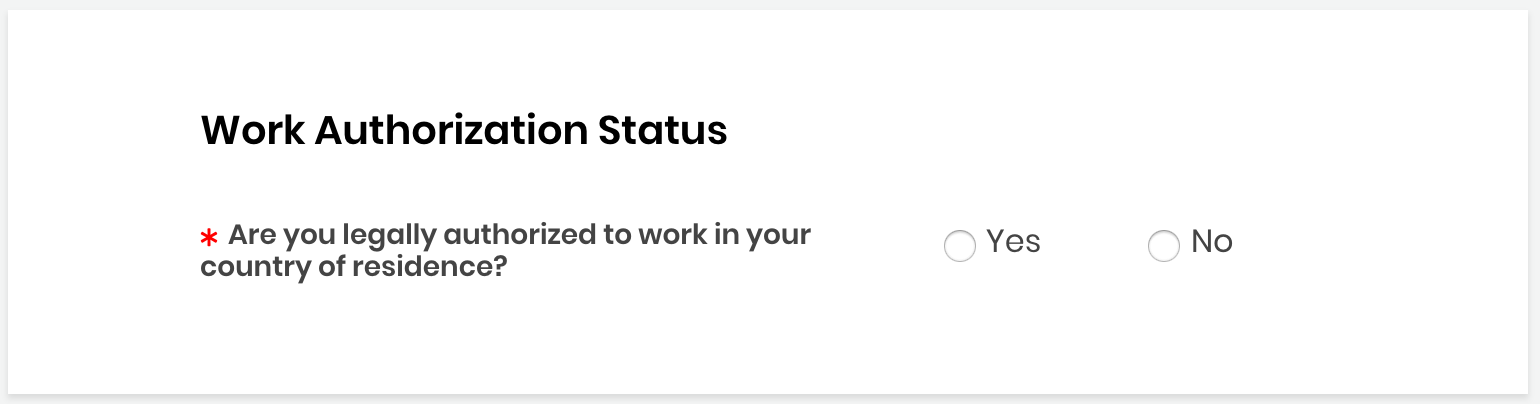 Work Authorization Status
* Are you legally authorized to work in your
country of residence?
Yes
No